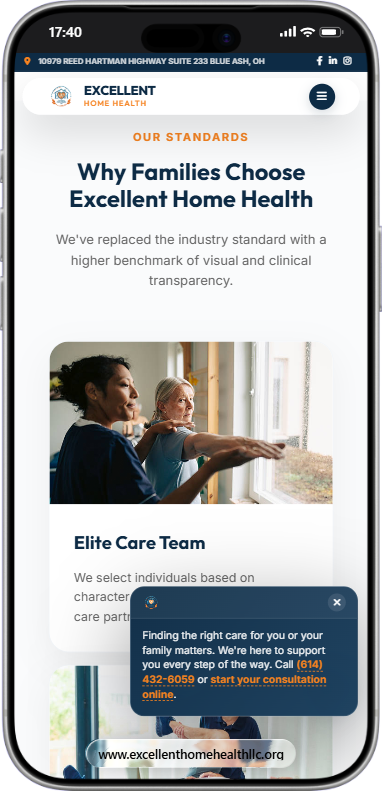 17:40
10979 REED HARTMAN HIGHWAY SUITE 233 BLUE ASH, OH
EXCELLENT
HOME HEALTH
OUR STANDARDS
Why Families Choose
Excellent Home Health
We've replaced the industry standard with a
higher benchmark of visual and clinical
transparency.
Elite Care Team
We select individuals based on
character
care partn
Finding the right care for you or your
family matters. We're here to support
you every step of the way. Call (614)
432-6059 or start your consultation
online.
www.excellenthomehealthllc.org